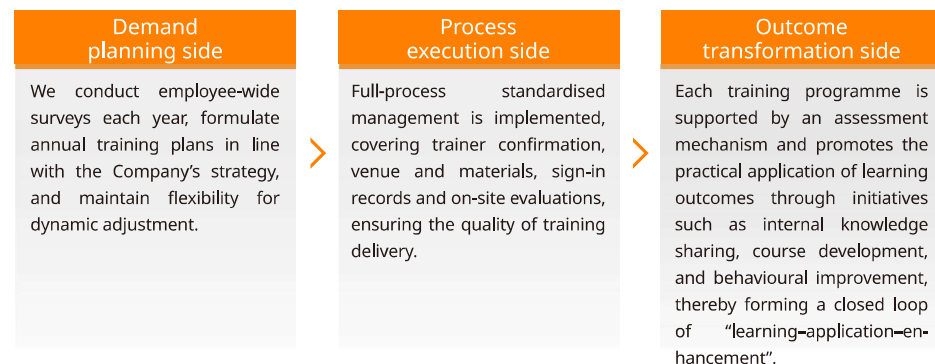 Demand
planning side
We conduct employee-wide
surveys each year, formulate
annual training plans in line
with the Company's strategy,
and maintain flexibility for
dynamic adjustment.
Process
execution side
Full-process standardised
management is implemented,
covering trainer confirmation,
venue and materials, sign-in
records and on-site evaluations,
ensuring the quality of training
delivery.
Outcome
transformation side
Each training programme is
supported by an assessment
mechanism and promotes the
practical application of learning
outcomes through initiatives
such as internal knowledge
sharing, course development,
and behavioural improvement,
thereby forming a closed loop
of “learning–application–en-
hancement”.